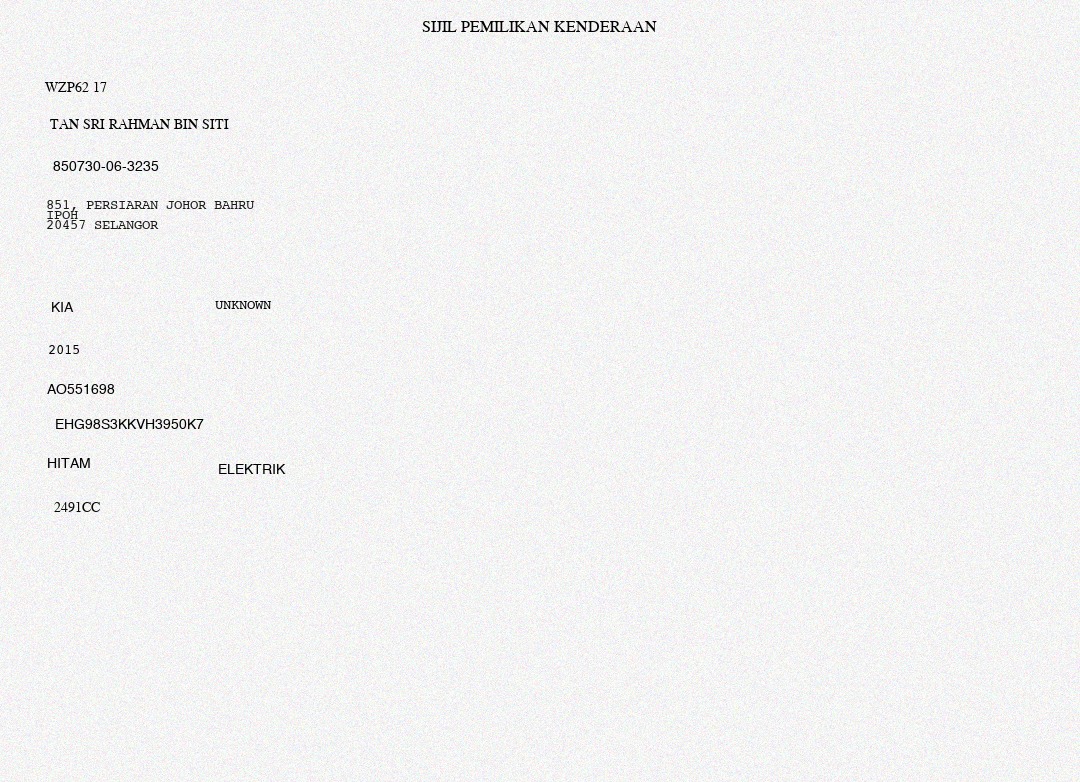 SIJIL PEMILIKAN KENDERAAN
WZP62 17
TAN SRI RAHMAN BIN SITI
850730-06-3235
851, PERSIARAN JOHOR BAHRU
IPOH
20457 SELANGOR
KIA UNKNOWN
2015
AO551698
EHG98S3KKVH3950K7
HITAM ELEKTRIK
2491CC